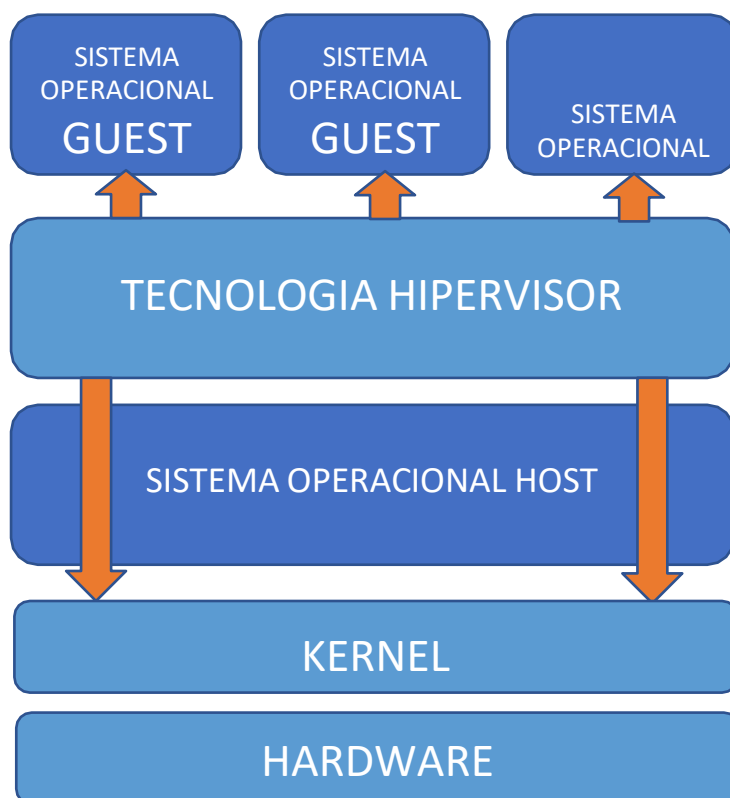 SISTEMA
OPERACIONAL
GUEST
SISTEMA
OPERACIONAL
GUEST
SISTEMA
OPERACIONAL
TECNOLOGIA HIPERVISOR
SISTEMA OPERACIONAL HOST
KERNEL
HARDWARE